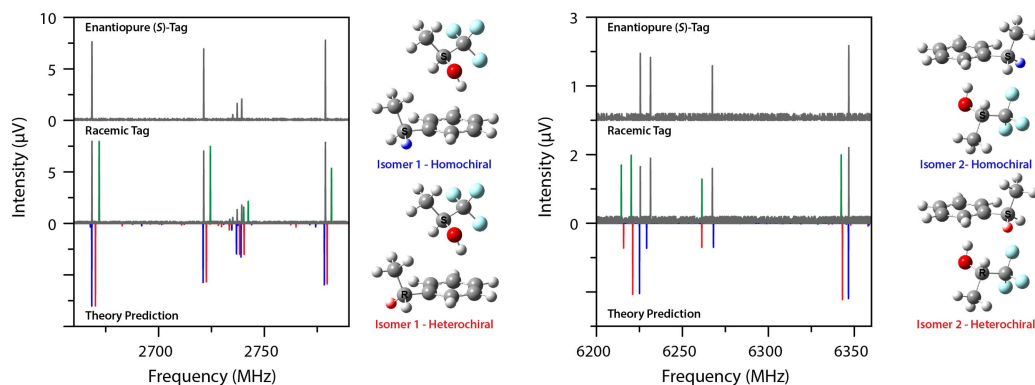 10
Enantiopure (S)-Tag
5
0
Racemic Tag
5
0
Theory Prediction
Intensity (μV)
2700
2750
Frequency (MHz)
S
S
Isomer 1 - Homochiral
S
R
Isomer 1 - Heterochiral
3
Enantiopure (S)-Tag
2
1
Racemic Tag
2
0
Theory Prediction
Intensity (μV)
6200
6250
6300
6350
Frequency (MHz)
S
S
Isomer 2- Homochiral
S
R
Isomer 2 - Heterochiral